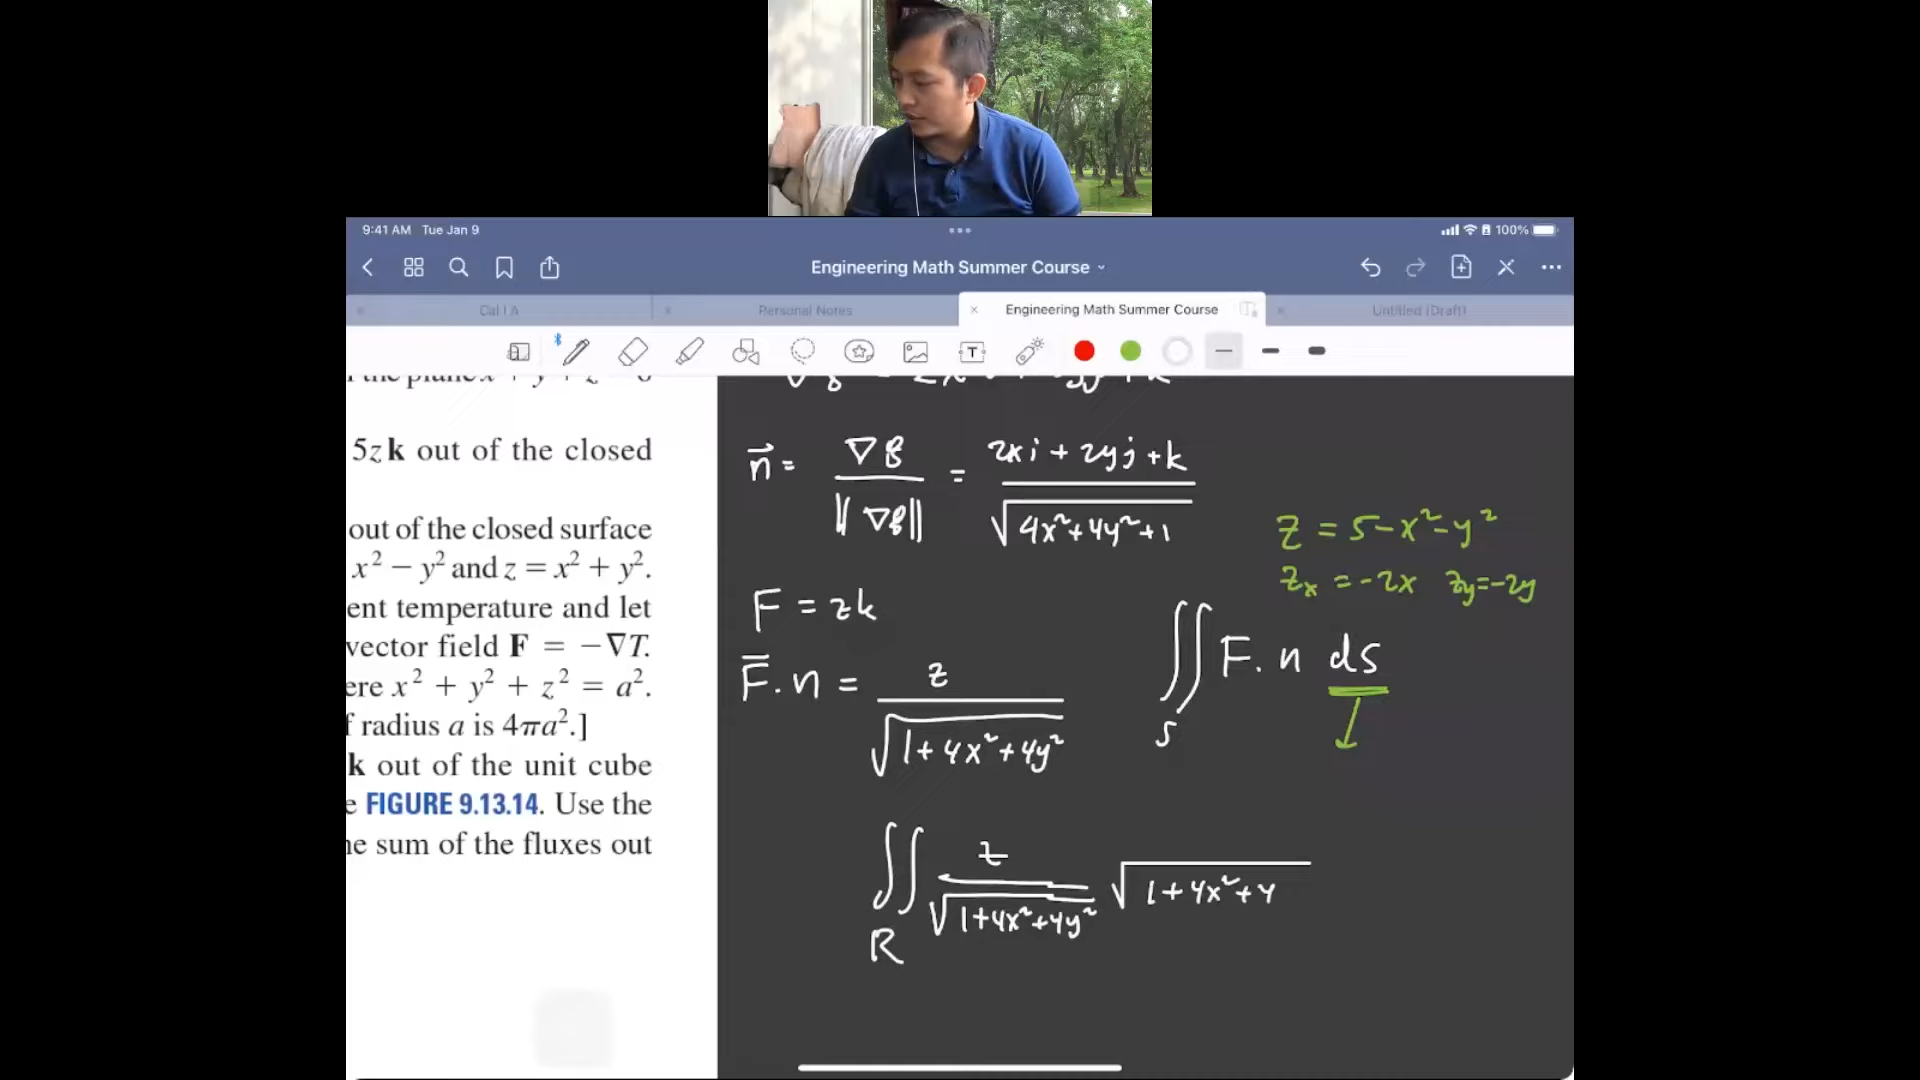 9:41 AM Tue Jan 9
100%
Engineering Math Summer Course
Cal I A
Personal Notes
Engineering Math Summer Course
Untitled (Draft)
T
5z k out of the closed
out of the closed surface
x² − y² and z = x² + y².
ent temperature and let
vector field F = −∇T.
ere x² + y² + z² = a².
f radius a is 4πa².]
k out of the unit cube
e FIGURE 9.13.14. Use the
ne sum of the fluxes out
n⃗ = ∇g / ||∇g|| = 2xi + 2yj + k / √4x²+4y²+1
z = 5-x²-y²
zx = -2x zy=-2y
F = zk
F̅.n = z / √1+4x²+4y²
∬S F.n ds
∬R z / √1+4x²+4y² √1+4x²+4